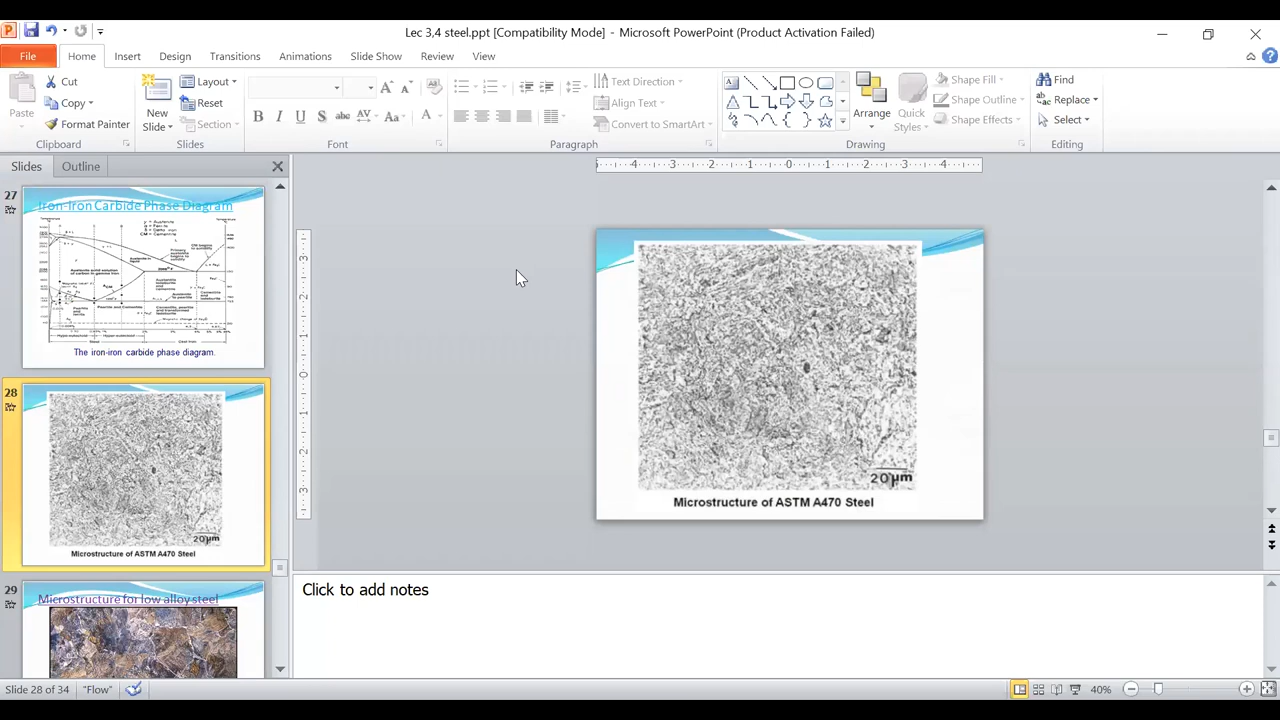 Lec 3,4 steel.ppt [Compatibility Mode] - Microsoft PowerPoint (Product Activation Failed)
File Home Insert Design Transitions Animations Slide Show Review View
Paste Cut Copy Format Painter
Clipboard
New Slide Layout Reset Section
Slides
B I U S abc AV Aa A
Font
Text Direction
Align Text
Convert to SmartArt
Paragraph
Arrange Quick Styles Shape Fill Shape Outline Shape Effects
Drawing
Find
Replace
Select
Editing
Slides Outline
27
Iron-Iron Carbide Phase Diagram
The iron-iron carbide phase diagram.
28
20µm
Microstructure of ASTM A470 Steel
29
Microstructure for low alloy steel
20µm
Microstructure of ASTM A470 Steel
Click to add notes
Slide 28 of 34 "Flow" 40%